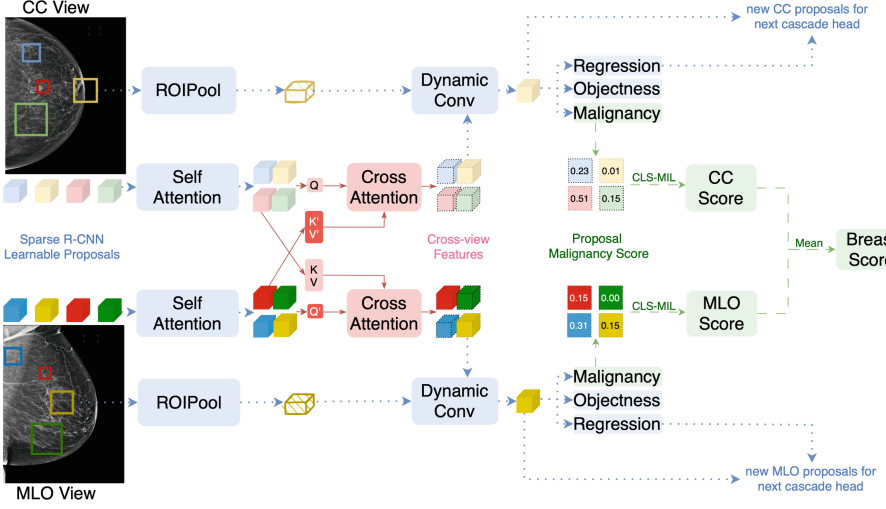 CC View
new CC proposals for
next cascade head
ROIPool
Dynamic
Conv
Regression
Objectness
Malignancy
Self
Attention
Q
Cross
Attention
0.23
0.01
0.51
0.15
CLS-MIL
CC
Score
Sparse R-CNN
Learnable Proposals
K'
V'
Cross-view
Features
Proposal
Malignancy Score
Mean
Breas
Score
K
V
Self
Attention
Q'
Cross
Attention
0.15
0.00
0.31
0.15
CLS-MIL
MLO
Score
ROIPool
Dynamic
Conv
Malignancy
Objectness
Regression
MLO View
new MLO proposals for
next cascade head